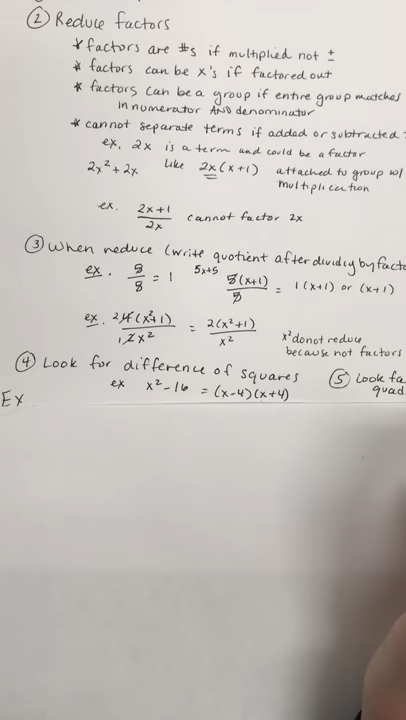 ② Reduce factors
* factors are #s if multiplied not ±
* factors can be x's if factored out
* factors can be a group if entire group matches
in numerator AND denominator
* cannot separate terms if added or subtracted
ex. 2x is a term and could be a factor
2x² + 2x like 2x(x+1) attached to group w/
multiplication
ex. (2x+1)/(2x) cannot factor 2x
③ When reduce (write quotient after dividing by facto
ex. 8/8 = 1 5x+5 5(x+1)/5 = 1(x+1) or (x+1)
ex. 2 4(x²+1)/(1 2x²) = 2(x²+1)/x² x² do not reduce
because not factors
④ Look for difference of squares ⑤ Look fa
ex x² - 16 = (x-4)(x+4) quad
Ex